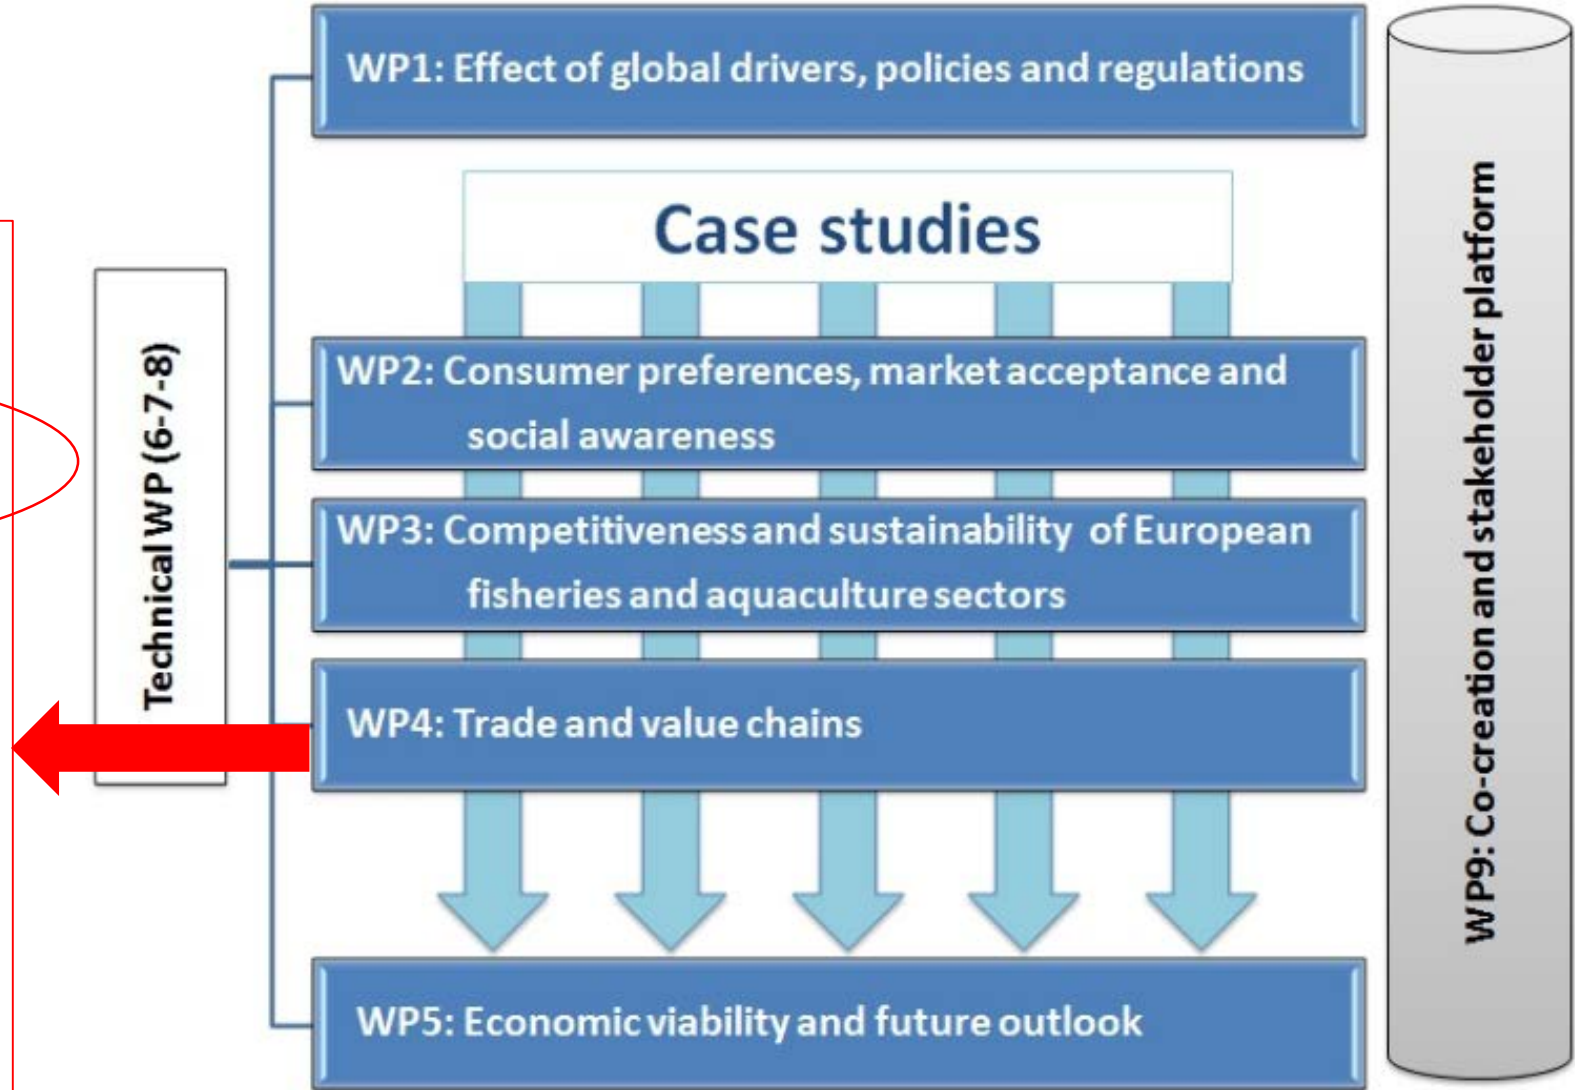 WP1: Effect of global drivers, policies and regulations
Case studies
WP2: Consumer preferences, market acceptance and
social awareness
WP3: Competitiveness and sustainability of European
fisheries and aquaculture sectors
WP4: Trade and value chains
WP5: Economic viability and future outlook
Technical WP (6-7-8)
WP9: Co-creation and stakeholder platform